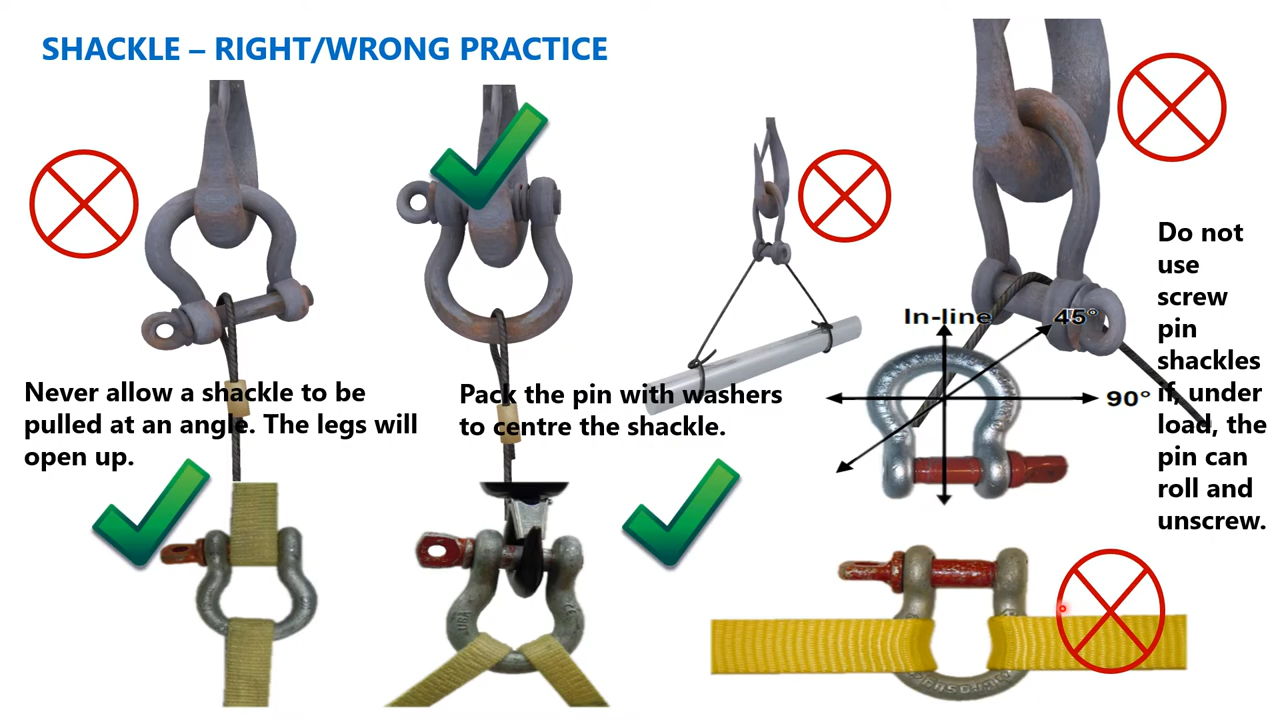 SHACKLE – RIGHT/WRONG PRACTICE
Never allow a shackle to be
pulled at an angle. The legs will
open up.
Pack the pin with washers
to centre the shackle.
In-line
45°
90°
Do not
use
screw
pin
shackles
if, under
load, the
pin can
roll and
unscrew.